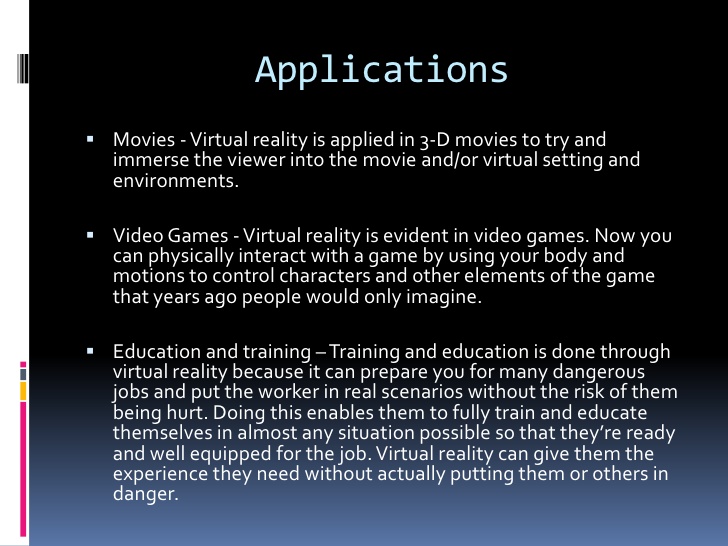 Applications
▪ Movies - Virtual reality is applied in 3-D movies to try and
immerse the viewer into the movie and/or virtual setting and
environments.
▪ Video Games - Virtual reality is evident in video games. Now you
can physically interact with a game by using your body and
motions to control characters and other elements of the game
that years ago people would only imagine.
▪ Education and training – Training and education is done through
virtual reality because it can prepare you for many dangerous
jobs and put the worker in real scenarios without the risk of them
being hurt. Doing this enables them to fully train and educate
themselves in almost any situation possible so that they’re ready
and well equipped for the job. Virtual reality can give them the
experience they need without actually putting them or others in
danger.